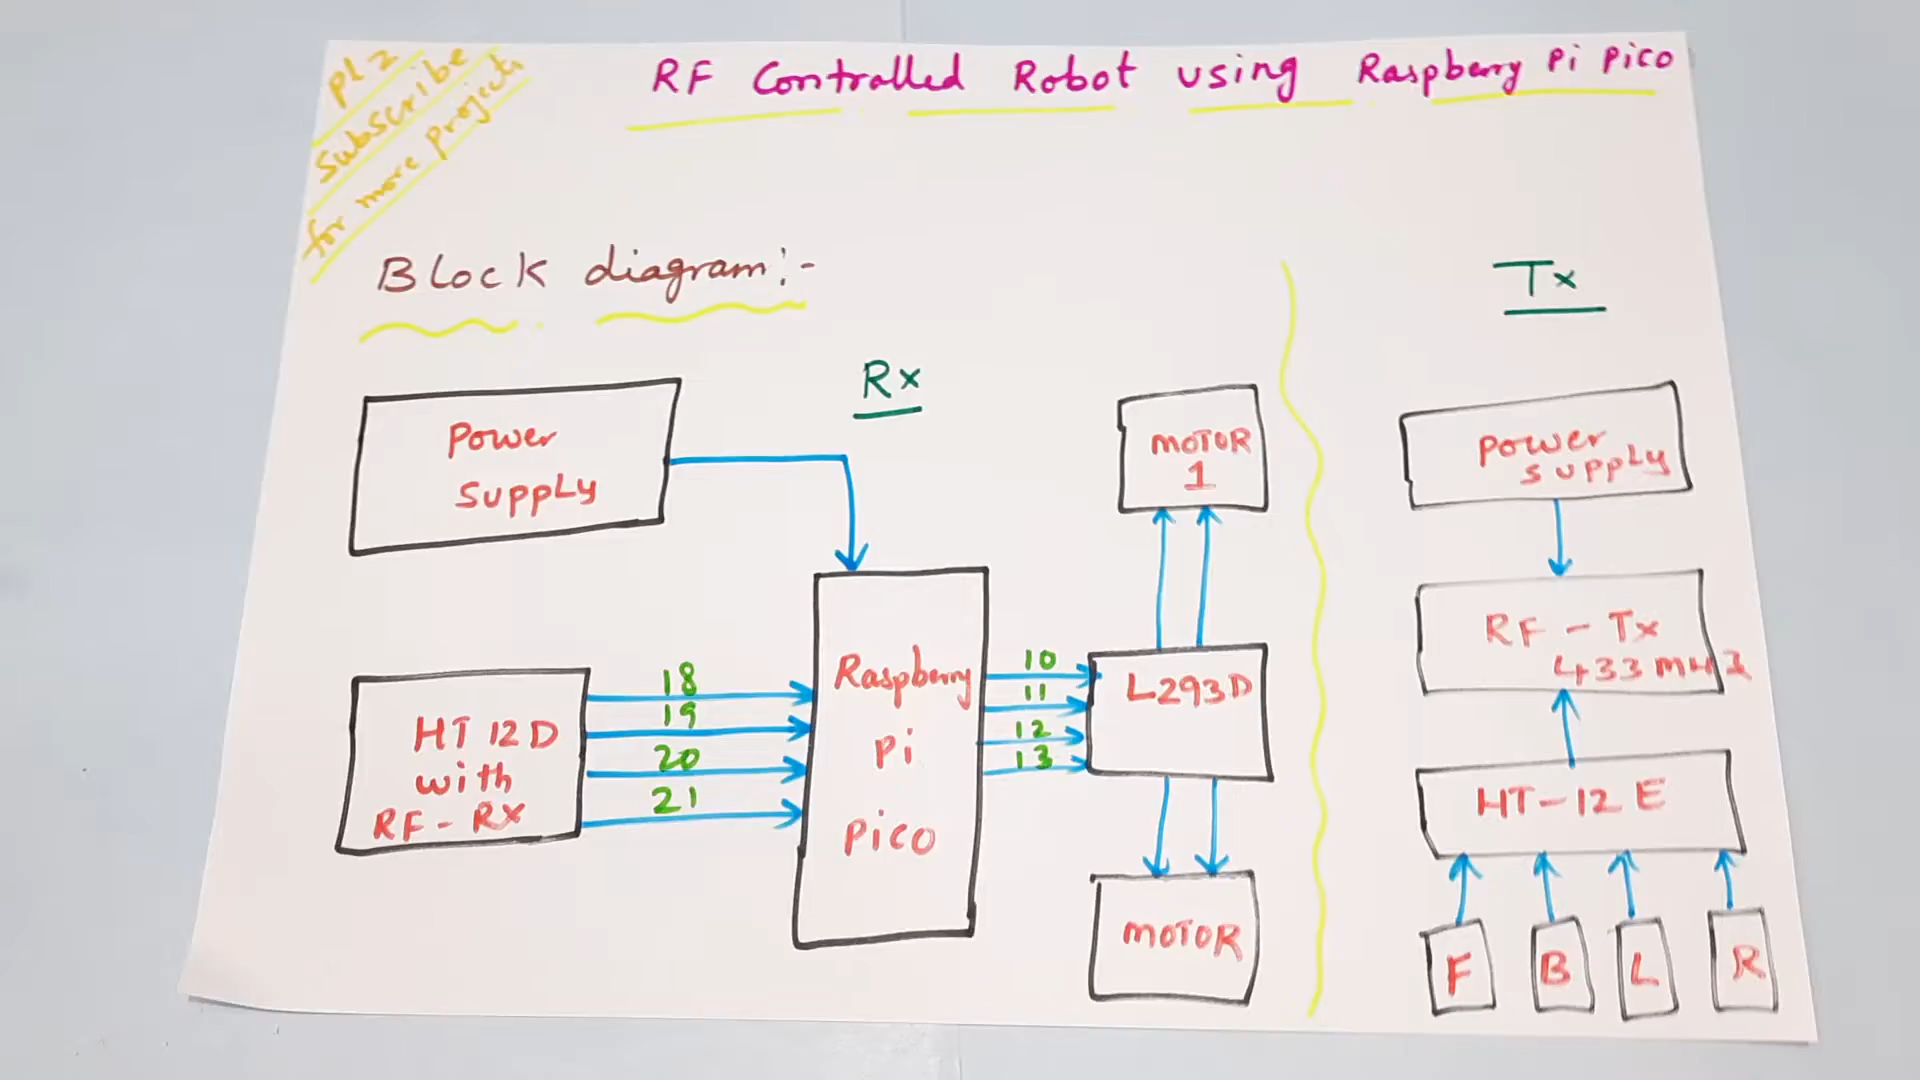 Plz
Subscribe
for more projects
RF Controlled Robot using Raspberry Pi Pico
Block diagram:-
Rx
Power
Supply
HT 12D
with
RF-RX
18
19
20
21
Raspberry
Pi
Pico
10
11
12
13
L293D
MOTOR
1
MOTOR
Tx
Power
Supply
RF-Tx
433 MHz
HT-12E
F
B
L
R